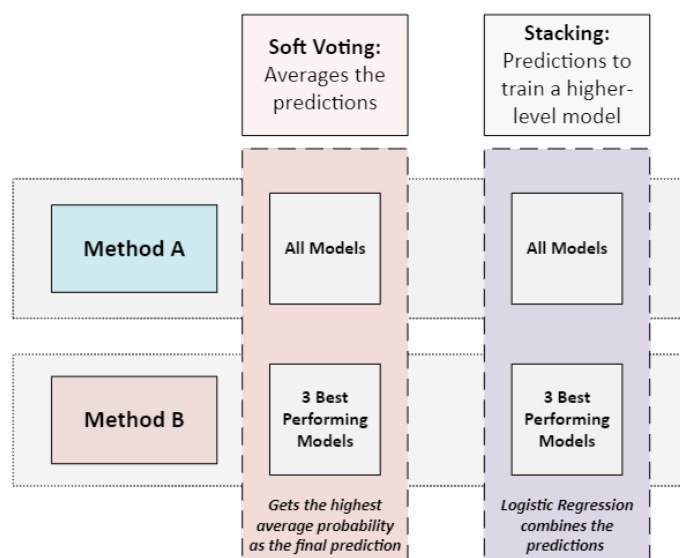 Soft Voting:
Averages the
predictions
Stacking:
Predictions to
train a higher-
level model
Method A
All Models
All Models
Method B
3 Best
Performing
Models
3 Best
Performing
Models
Gets the highest
average probability
as the final prediction
Logistic Regression
combines the
predictions